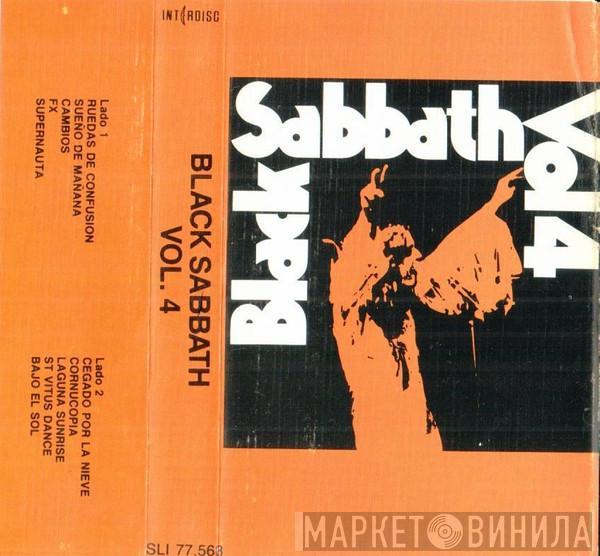 INTERDISC
Lado 1
RUEDAS DE CONFUSION
SUEÑO DE MAÑANA
CAMBIOS
FX
SUPERNAUTA
Lado 2
CEGADO POR LA NIEVE
CORNUCOPIA
LAGUNA SUNRISE
ST VITUS DANCE
BAJO EL SOL
BLACK SABBATH
VOL. 4
SLI 77.568
Black Sabbath Vol 4
МАРКЕТ ВИНИЛА